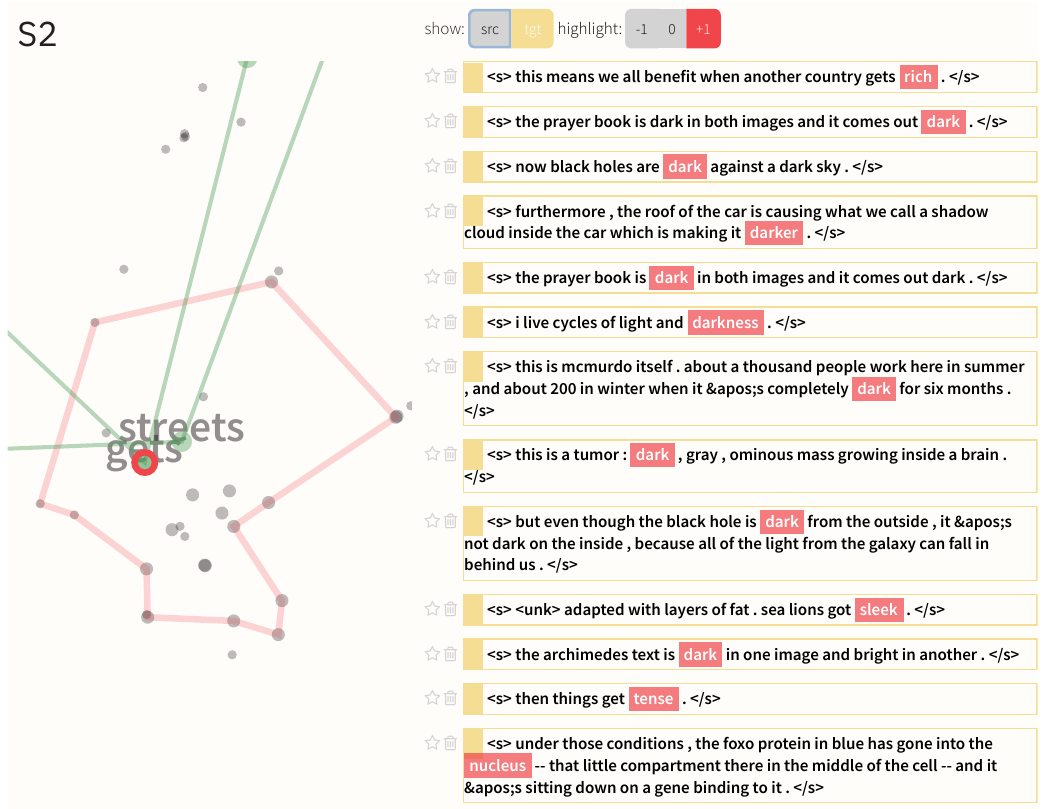 S2
show: src tgt highlight: -1 0 +1
streets
gets
<s> this means we all benefit when another country gets rich . </s>
<s> the prayer book is dark in both images and it comes out dark . </s>
<s> now black holes are dark against a dark sky . </s>
<s> furthermore , the roof of the car is causing what we call a shadow
cloud inside the car which is making it darker . </s>
<s> the prayer book is dark in both images and it comes out dark . </s>
<s> i live cycles of light and darkness . </s>
<s> this is mcmurdo itself . about a thousand people work here in summer
, and about 200 in winter when it &apos;s completely dark for six months .
</s>
<s> this is a tumor : dark , gray , ominous mass growing inside a brain .
</s>
<s> but even though the black hole is dark from the outside , it &apos;s
not dark on the inside , because all of the light from the galaxy can fall in
behind us . </s>
<s> <unk> adapted with layers of fat . sea lions got sleek . </s>
<s> the archimedes text is dark in one image and bright in another . </s>
<s> then things get tense . </s>
<s> under those conditions , the foxo protein in blue has gone into the
nucleus -- that little compartment there in the middle of the cell -- and it
&apos;s sitting down on a gene binding to it . </s>